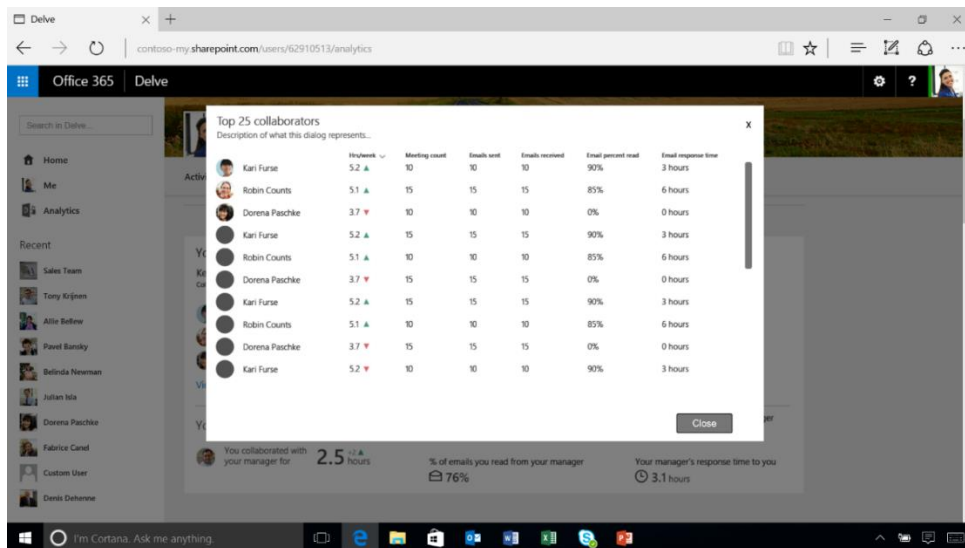 Delve
contoso-my.sharepoint.com/users/62910513/analytics
Office 365 Delve
Search in Delve...
Home
Me
Analytics
Recent
Sales Team
Tony Krijnen
Allie Bellew
Pavel Bansky
Belinda Newman
Julian Isla
Dorena Paschke
Fabrice Canel
Custom User
Denis Dehenne
Top 25 collaborators
x
Description of what this dialog represents...
Hrs/week Meeting count Emails sent Emails received Email percent read Email response time
Kari Furse 5.2 10 10 10 90% 3 hours
Robin Counts 5.1 15 15 15 85% 6 hours
Dorena Paschke 3.7 10 10 10 0% 0 hours
Kari Furse 5.2 15 15 15 90% 3 hours
Robin Counts 5.1 10 10 10 85% 6 hours
Dorena Paschke 3.7 15 15 15 0% 0 hours
Kari Furse 5.2 15 15 15 90% 3 hours
Robin Counts 5.1 10 10 10 85% 6 hours
Dorena Paschke 3.7 15 15 15 0% 0 hours
Kari Furse 5.2 10 10 10 90% 3 hours
Close
You collaborated with
your manager for
2.5 hours
+2
% of emails you read from your manager
76%
Your manager's response time to you
3.1 hours
I'm Cortana. Ask me anything.